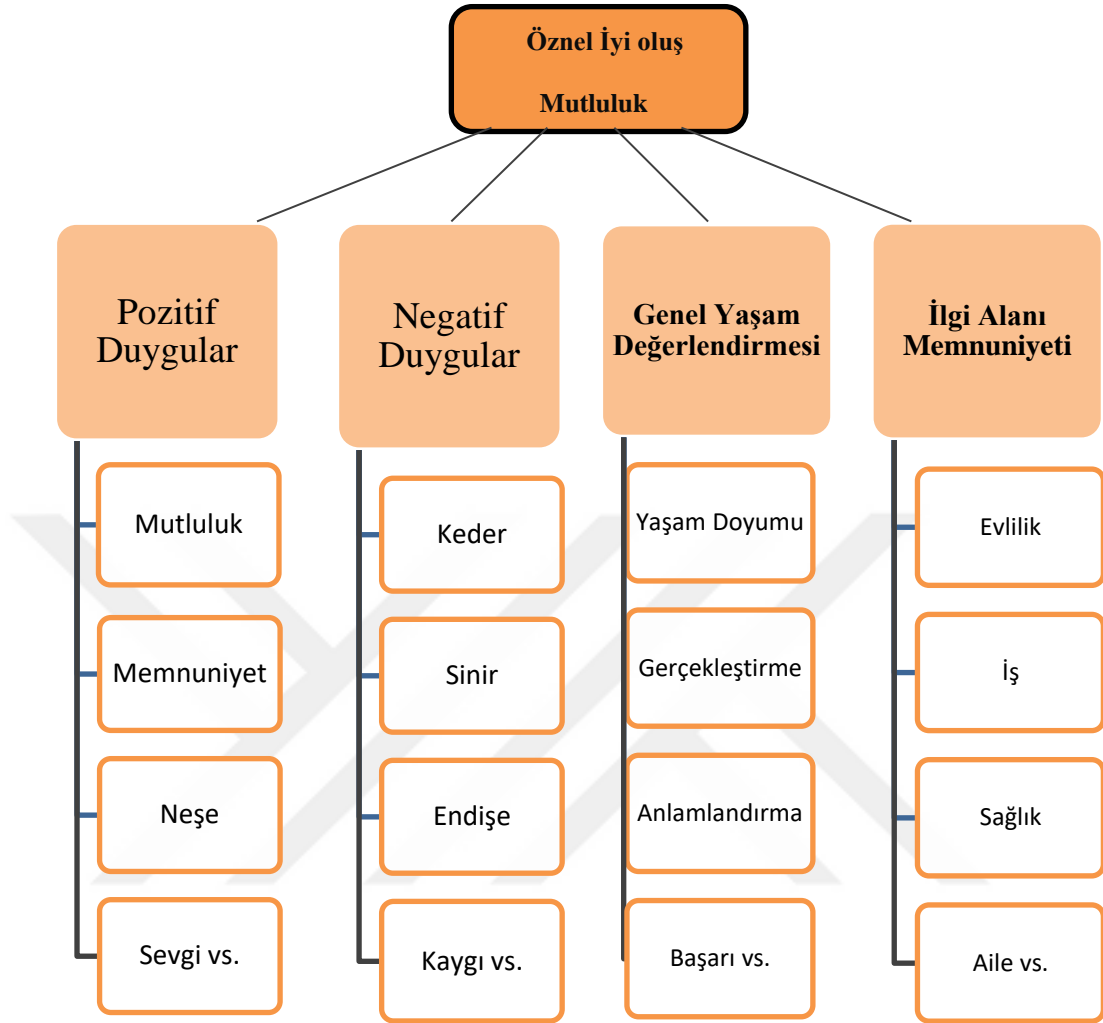 Öznel İyi oluş
Mutluluk
Pozitif
Duygular
Mutluluk
Memnuniyet
Neşe
Sevgi vs.
Negatif
Duygular
Keder
Sinir
Endişe
Kaygı vs.
Genel Yaşam
Değerlendirmesi
Yaşam Doyumu
Gerçekleştirme
Anlamlandırma
Başarı vs.
İlgi Alanı
Memnuniyeti
Evlilik
İş
Sağlık
Aile vs.